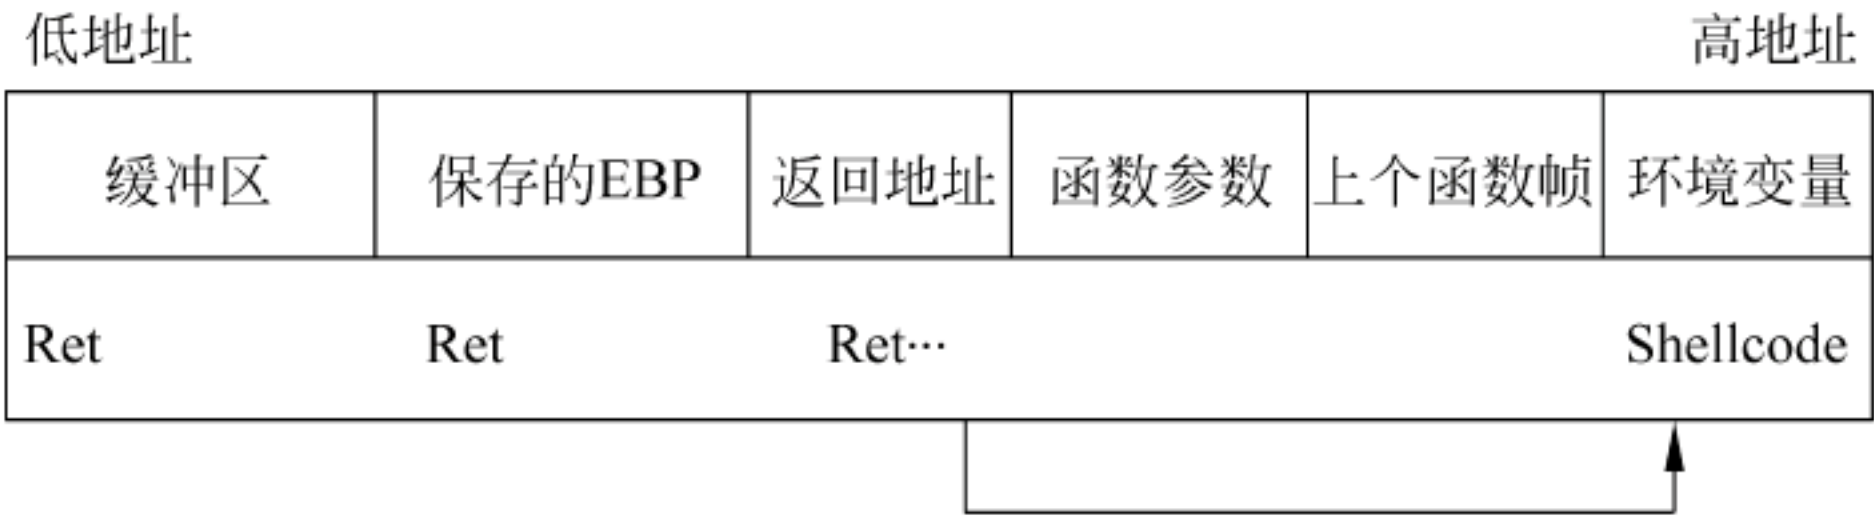 低地址 高地址
缓冲区 保存的EBP 返回地址 函数参数 上个函数帧 环境变量
Ret Ret Ret··· Shellcode